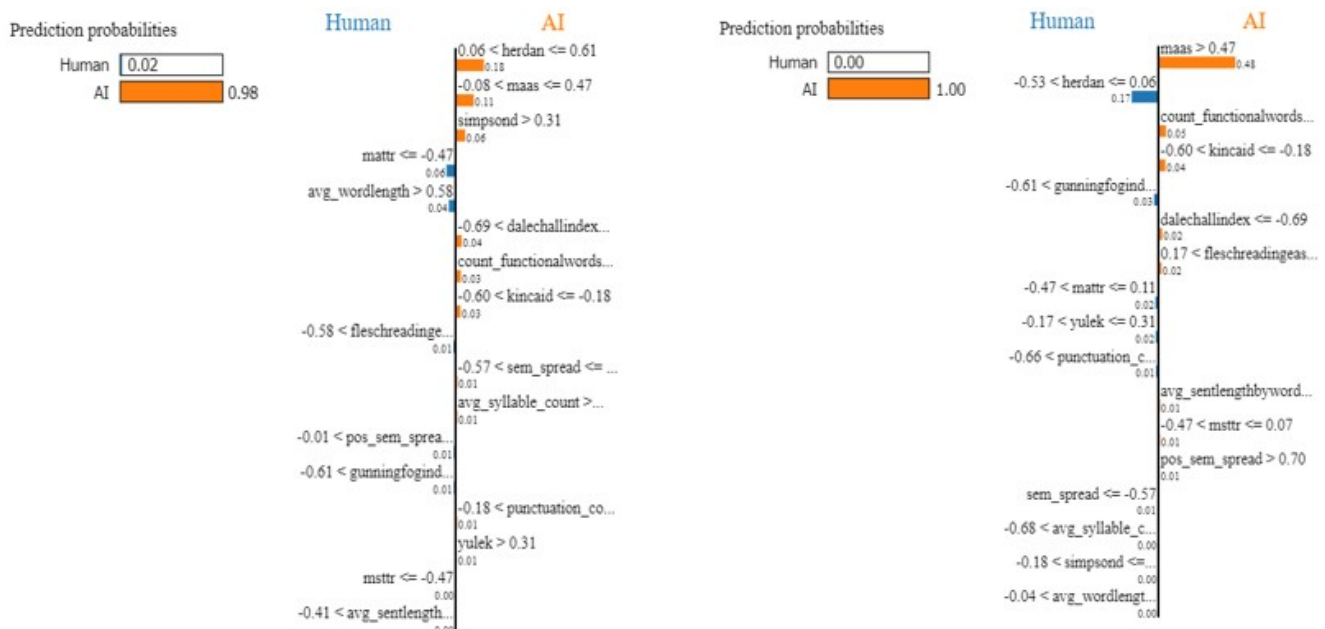 Prediction probabilities
Human 0.02
AI 0.98
Human AI
0.06 < herdan <= 0.61
0.18
-0.08 < maas <= 0.47
0.11
simpsond > 0.31
0.06
mattr <= -0.47
0.06
avg_wordlength > 0.58
0.04
-0.69 < dalechallindex...
0.04
count_functionalwords...
0.03
-0.60 < kincaid <= -0.18
0.03
-0.58 < fleschreadinge...
0.01
-0.57 < sem_spread <= ...
0.01
avg_syllable_count >...
0.01
-0.01 < pos_sem_sprea...
0.01
-0.61 < gunningfogind...
0.01
-0.18 < punctuation_co...
0.01
yulek > 0.31
0.01
msttr <= -0.47
0.00
-0.41 < avg_sentlength...
Prediction probabilities
Human 0.00
AI 1.00
Human AI
maas > 0.47
0.48
-0.53 < herdan <= 0.06
0.17
count_functionalwords...
0.05
-0.60 < kincaid <= -0.18
0.04
-0.61 < gunningfogind...
0.03
dalechallindex <= -0.69
0.02
0.17 < fleschreadingeas...
0.02
-0.47 < mattr <= 0.11
0.02
-0.17 < yulek <= 0.31
0.02
-0.66 < punctuation_c...
0.01
avg_sentlengthbyword...
0.01
-0.47 < msttr <= 0.07
0.01
pos_sem_spread > 0.70
0.01
sem_spread <= -0.57
0.01
-0.68 < avg_syllable_c...
0.00
-0.18 < simpsond <=...
0.00
-0.04 < avg_wordlengt...
0.00